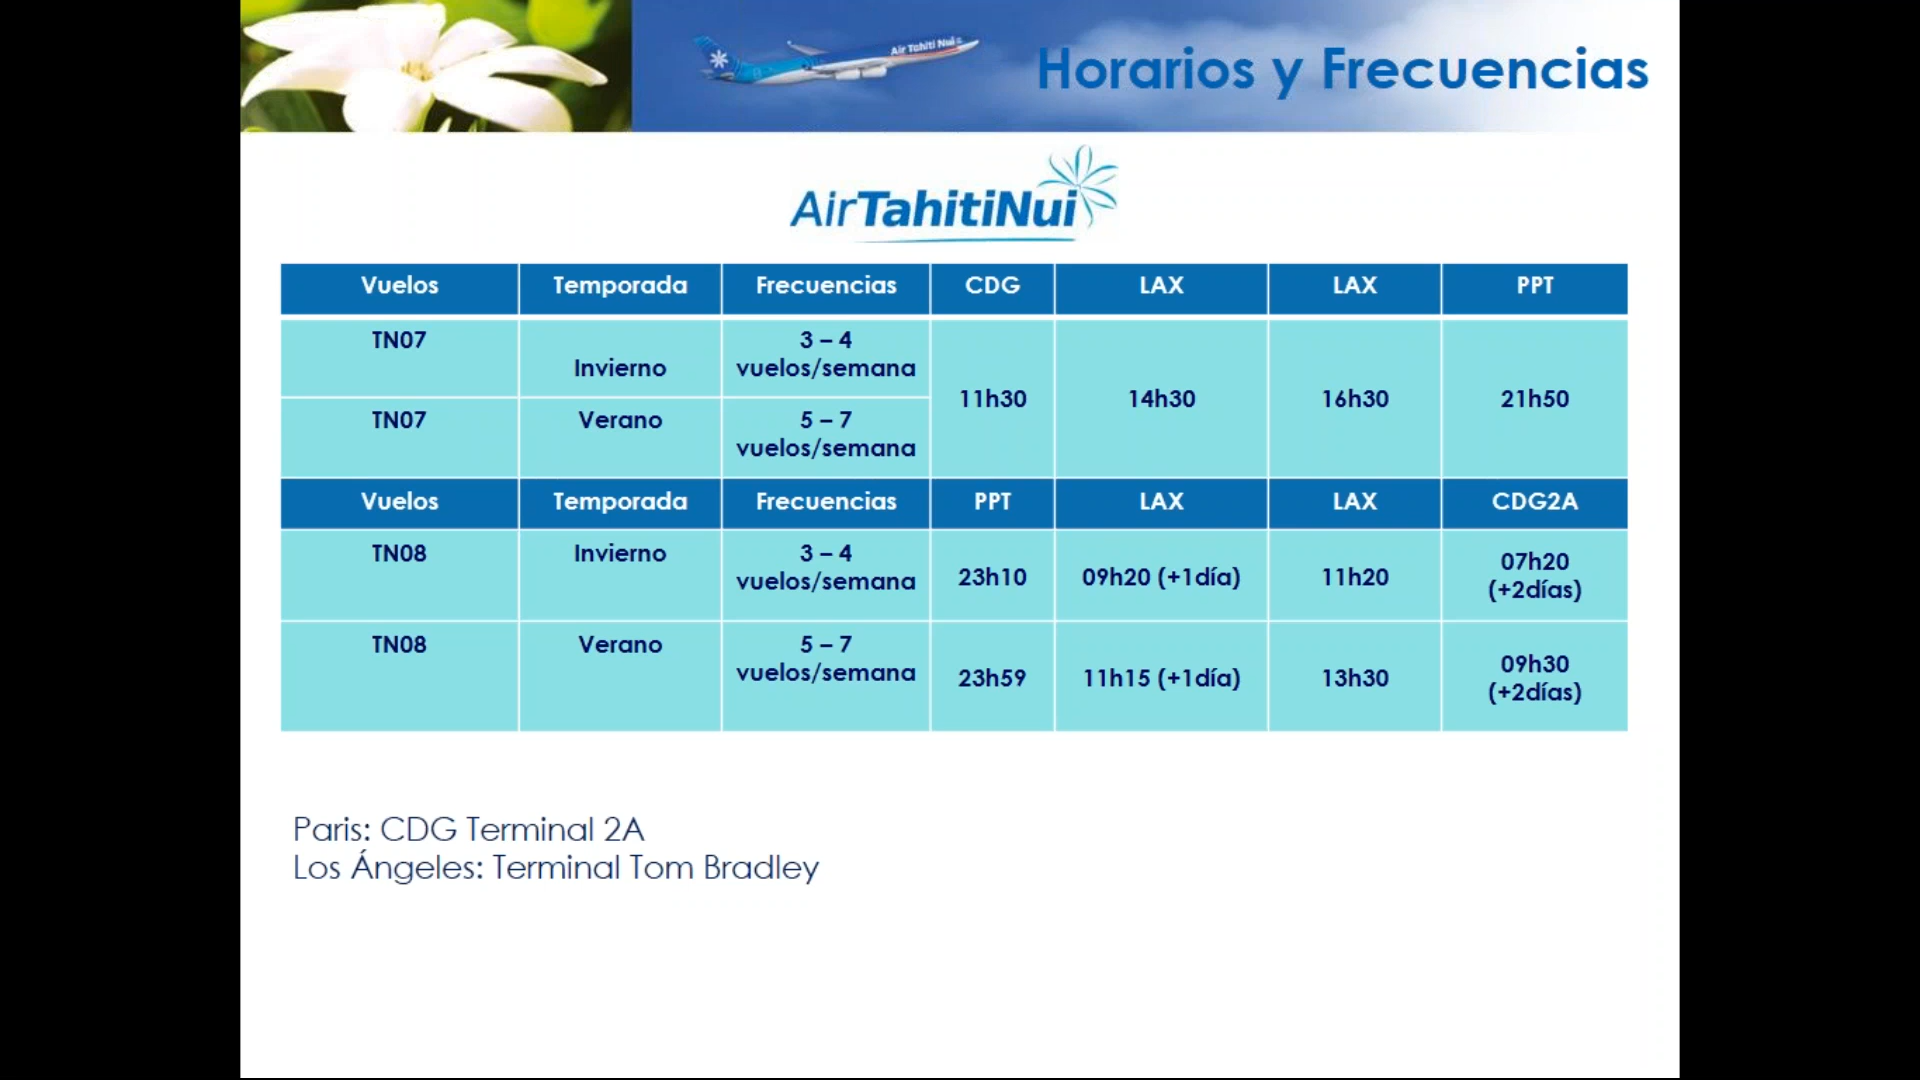 Air Tahiti Nui
Horarios y Frecuencias
AirTahitiNui
Vuelos Temporada Frecuencias CDG LAX LAX PPT
TN07 Invierno 3 – 4 vuelos/semana 11h30 14h30 16h30 21h50
TN07 Verano 5 – 7 vuelos/semana
Vuelos Temporada Frecuencias PPT LAX LAX CDG2A
TN08 Invierno 3 – 4 vuelos/semana 23h10 09h20 (+1día) 11h20 07h20 (+2días)
TN08 Verano 5 – 7 vuelos/semana 23h59 11h15 (+1día) 13h30 09h30 (+2días)
Paris: CDG Terminal 2A
Los Ángeles: Terminal Tom Bradley